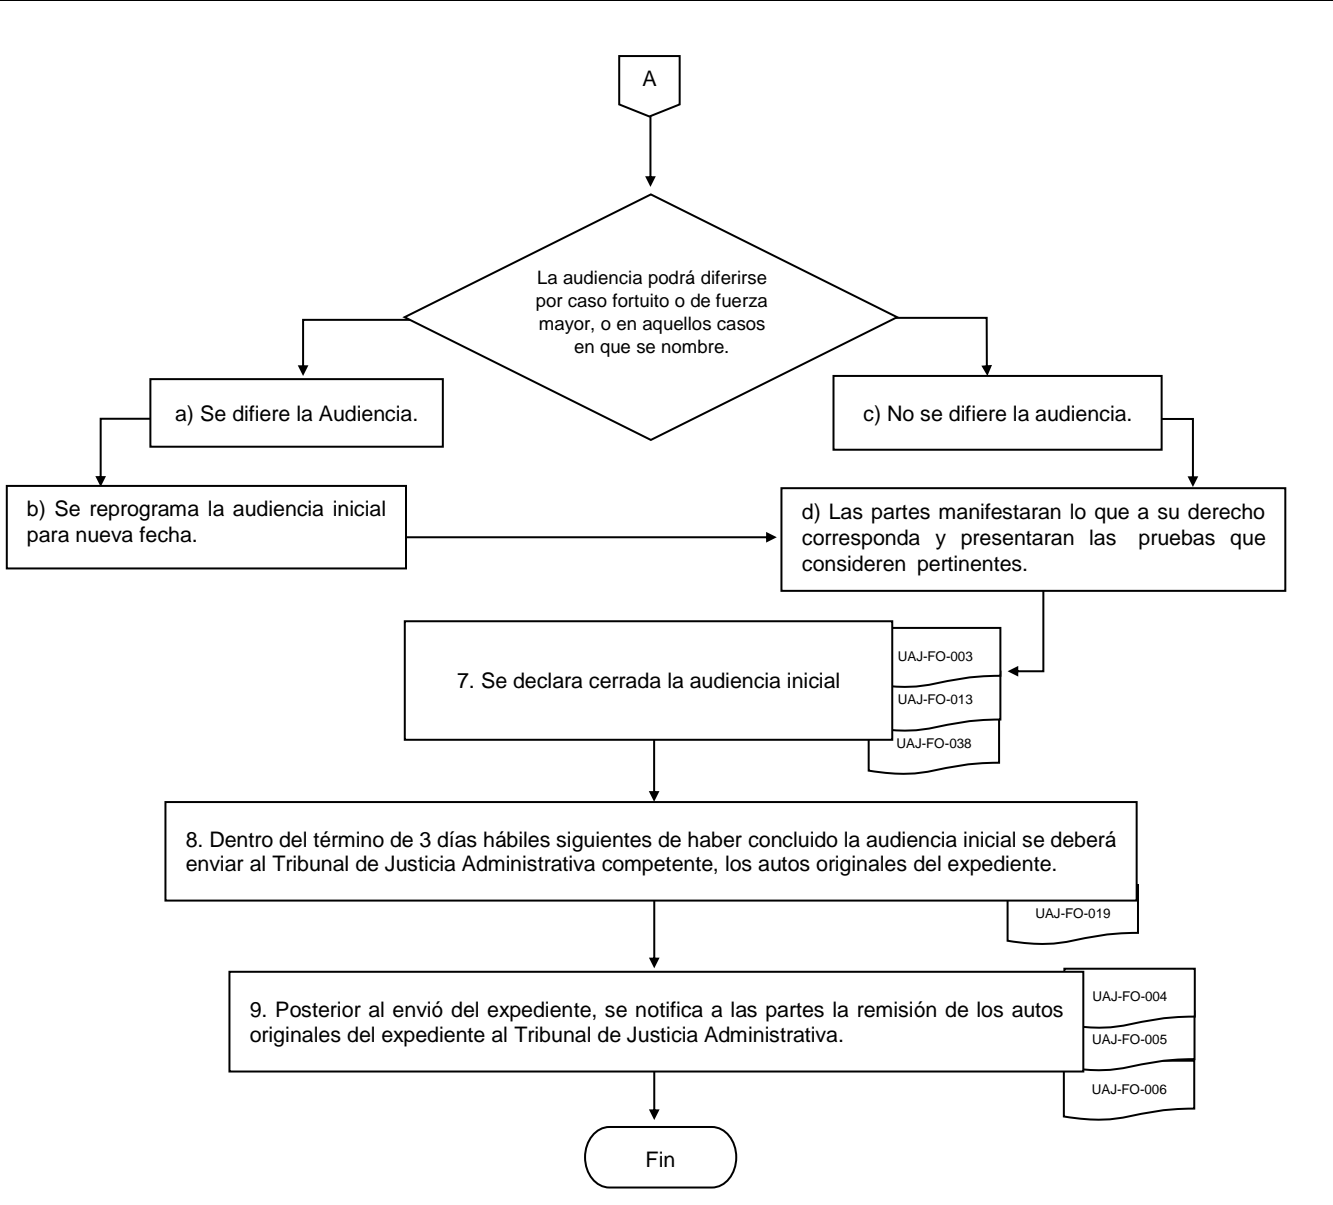 A
La audiencia podrá diferirse
por caso fortuito o de fuerza
mayor, o en aquellos casos
en que se nombre.
a) Se difiere la Audiencia.
c) No se difiere la audiencia.
b) Se reprograma la audiencia inicial
para nueva fecha.
d) Las partes manifestaran lo que a su derecho
corresponda y presentaran las pruebas que
consideren pertinentes.
7. Se declara cerrada la audiencia inicial
UAJ-FO-003
UAJ-FO-013
UAJ-FO-038
8. Dentro del término de 3 días hábiles siguientes de haber concluido la audiencia inicial se deberá
enviar al Tribunal de Justicia Administrativa competente, los autos originales del expediente.
UAJ-FO-019
9. Posterior al envió del expediente, se notifica a las partes la remisión de los autos
originales del expediente al Tribunal de Justicia Administrativa.
UAJ-FO-004
UAJ-FO-005
UAJ-FO-006
Fin